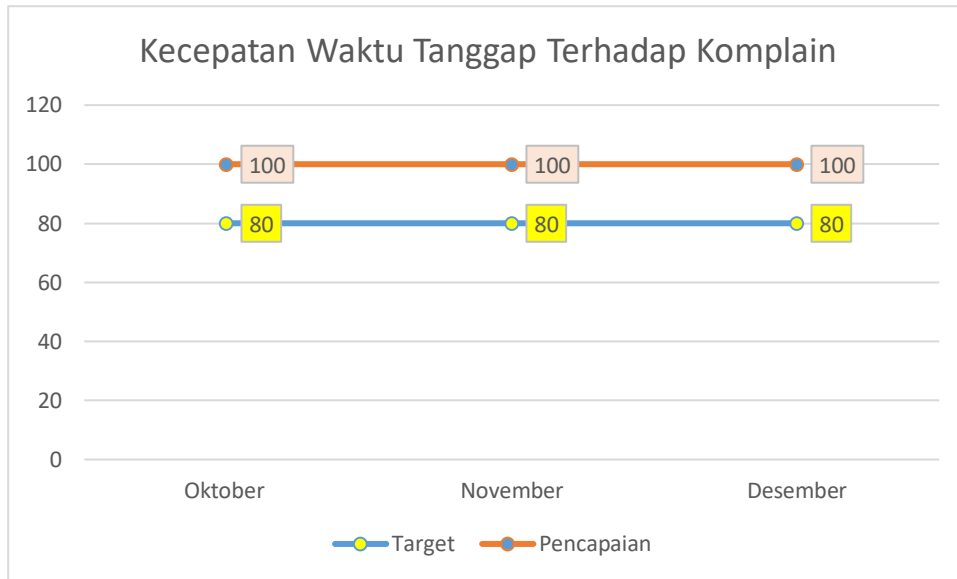 Kecepatan Waktu Tanggap Terhadap Komplain
120
100
100
100
100
80
80
80
80
60
40
20
0
Oktober
November
Desember
Target
Pencapaian